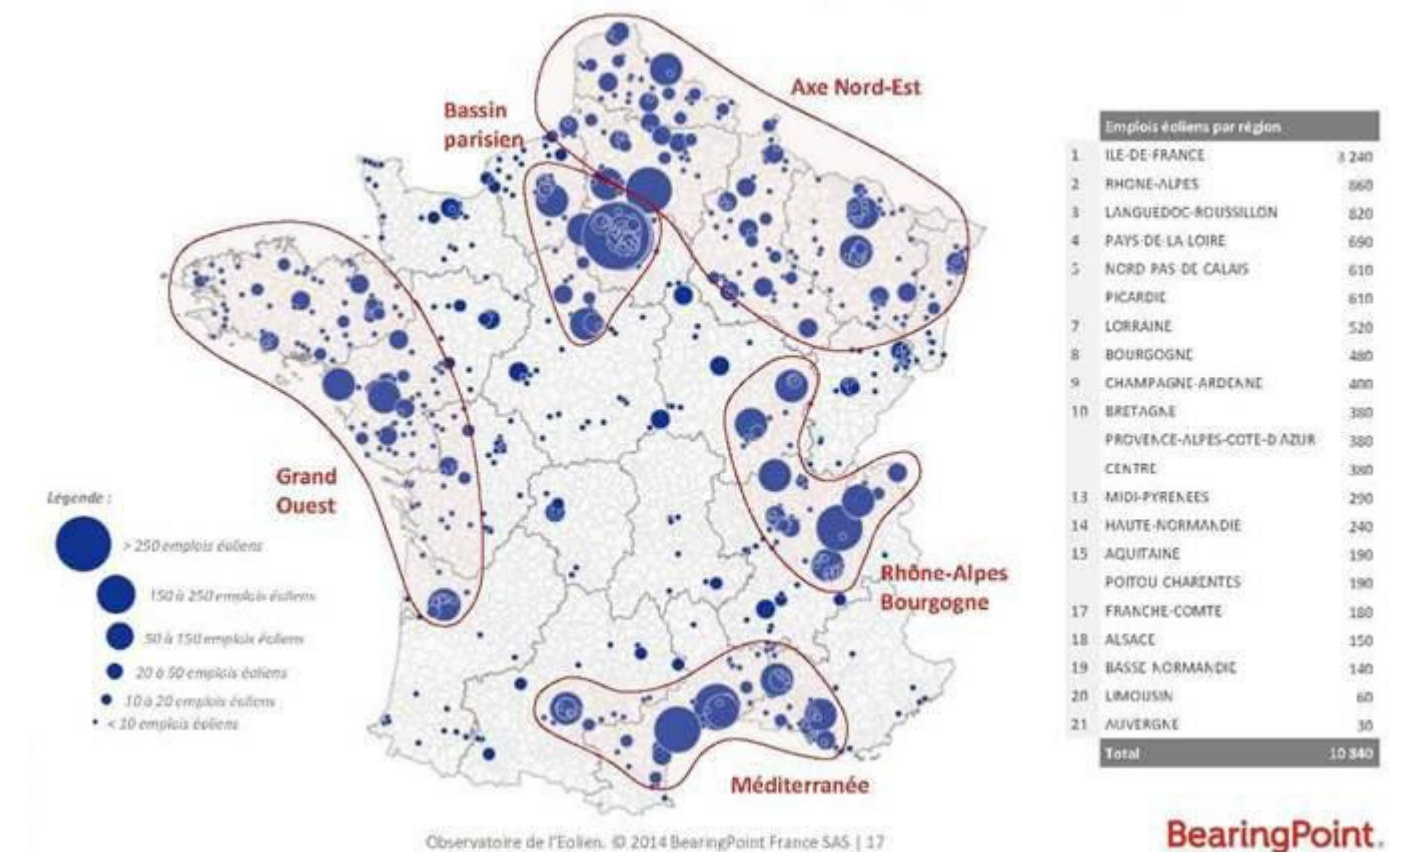 Axe Nord-Est
Bassin
parisien
Grand
Ouest
Légende :
> 250 emplois éoliens
150 à 250 emplois éoliens
50 à 150 emplois éoliens
20 à 50 emplois éoliens
10 à 20 emplois éoliens
< 10 emplois éoliens
Rhône-Alpes
Bourgogne
Méditerranée
Emplois éoliens par région
1 ILE-DE-FRANCE 3 240
2 RHONE-ALPES 860
3 LANGUEDOC-ROUSSILLON 820
4 PAYS-DE-LA-LOIRE 690
5 NORD PAS DE CALAIS 610
PICARDIE 610
7 LORRAINE 520
8 BOURGOGNE 480
9 CHAMPAGNE-ARDENNE 400
10 BRETAGNE 380
PROVENCE-ALPES-COTE-D AZUR 380
CENTRE 380
13 MIDI-PYRENEES 290
14 HAUTE-NORMANDIE 240
15 AQUITAINE 190
POITOU CHARENTES 190
17 FRANCHE-COMTE 180
18 ALSACE 150
19 BASSE NORMANDIE 140
20 LIMOUSIN 60
21 AUVERGNE 30
Total 10 840
Observatoire de l'Eolien. © 2014 BearingPoint France SAS | 17
BearingPoint.